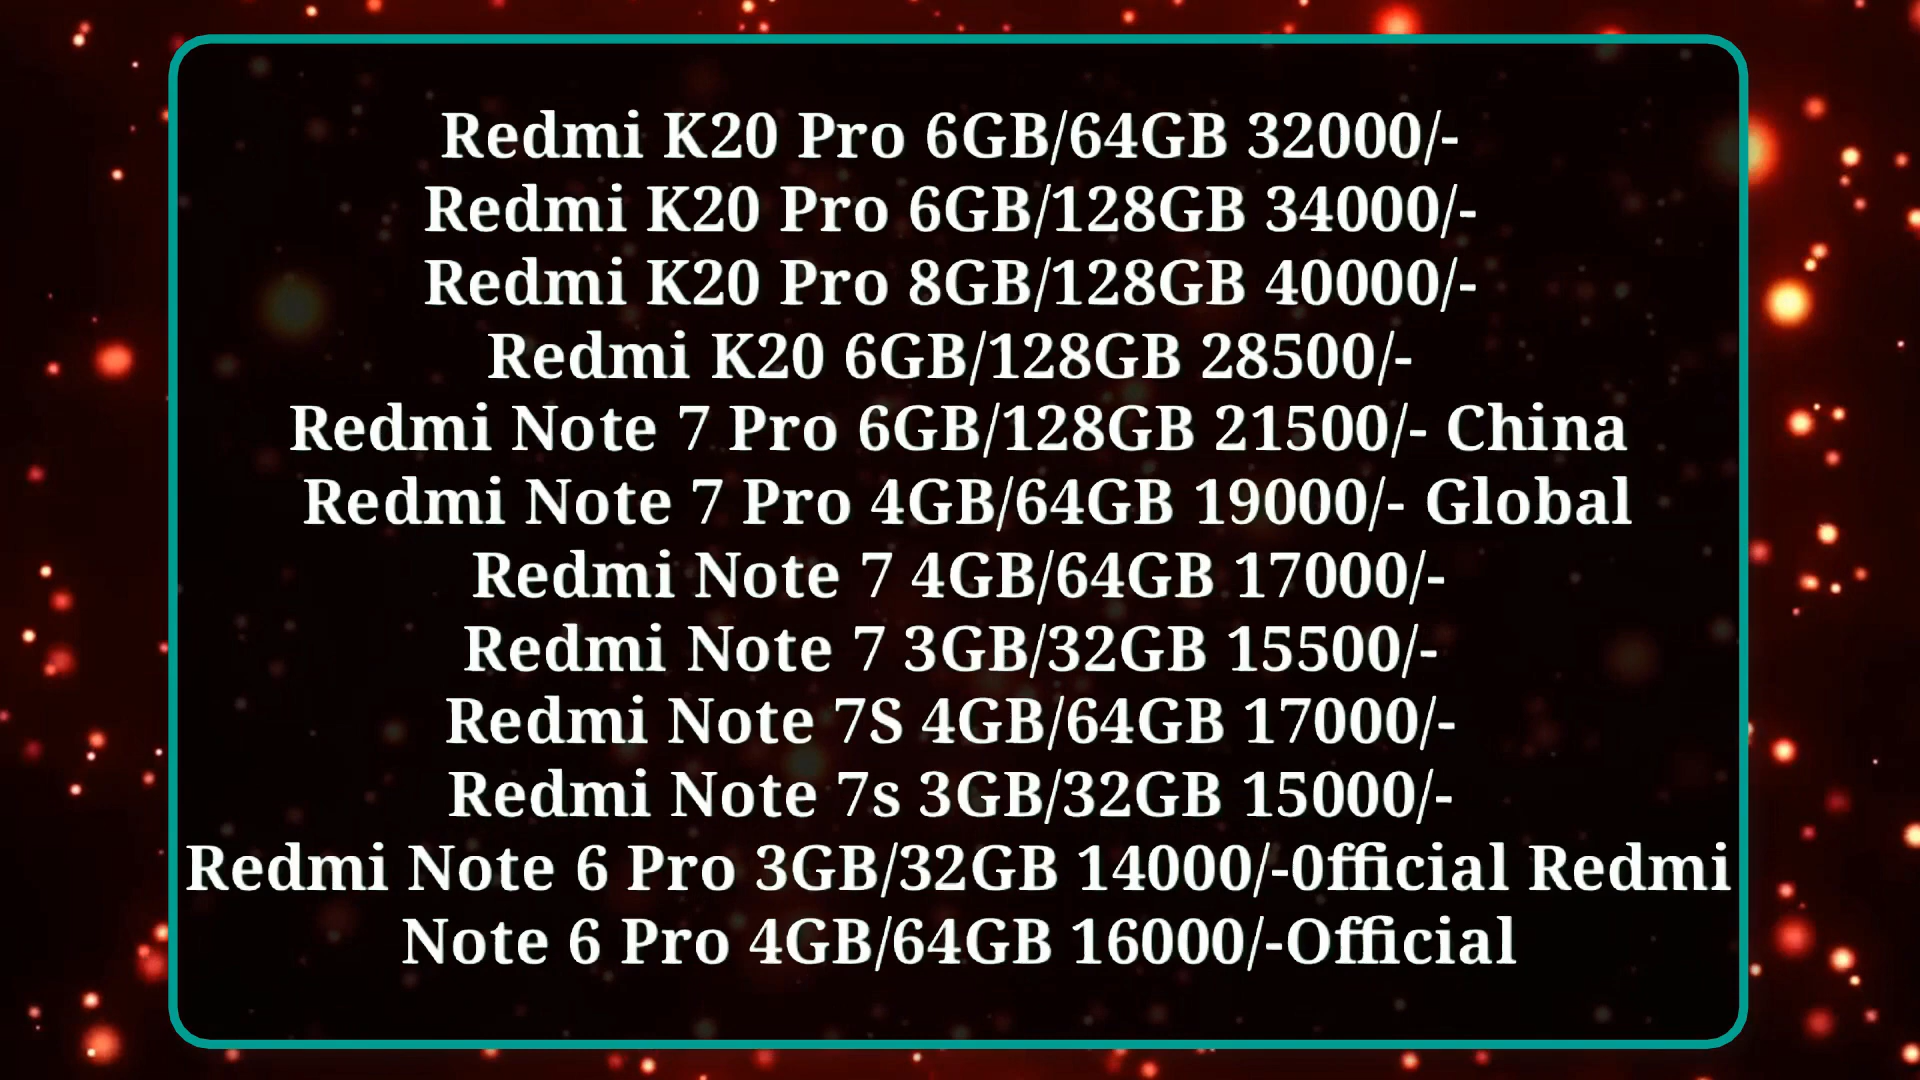 Redmi K20 Pro 6GB/64GB 32000/-
Redmi K20 Pro 6GB/128GB 34000/-
Redmi K20 Pro 8GB/128GB 40000/-
Redmi K20 6GB/128GB 28500/-
Redmi Note 7 Pro 6GB/128GB 21500/- China
Redmi Note 7 Pro 4GB/64GB 19000/- Global
Redmi Note 7 4GB/64GB 17000/-
Redmi Note 7 3GB/32GB 15500/-
Redmi Note 7S 4GB/64GB 17000/-
Redmi Note 7s 3GB/32GB 15000/-
Redmi Note 6 Pro 3GB/32GB 14000/-0fficial Redmi
Note 6 Pro 4GB/64GB 16000/-Official